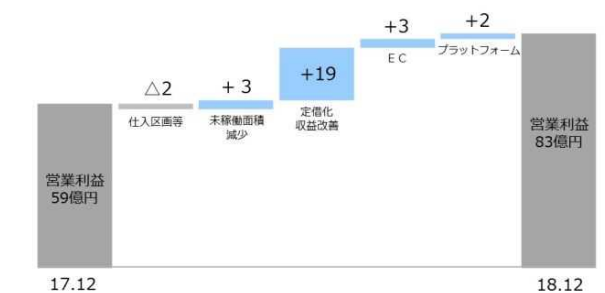 +3
+2
EC
プラットフォーム
+19
△2
+ 3
定借化
収益改善
仕入区画等
未稼働面積
減少
営業利益
59億円
営業利益
83億円
17.12
18.12